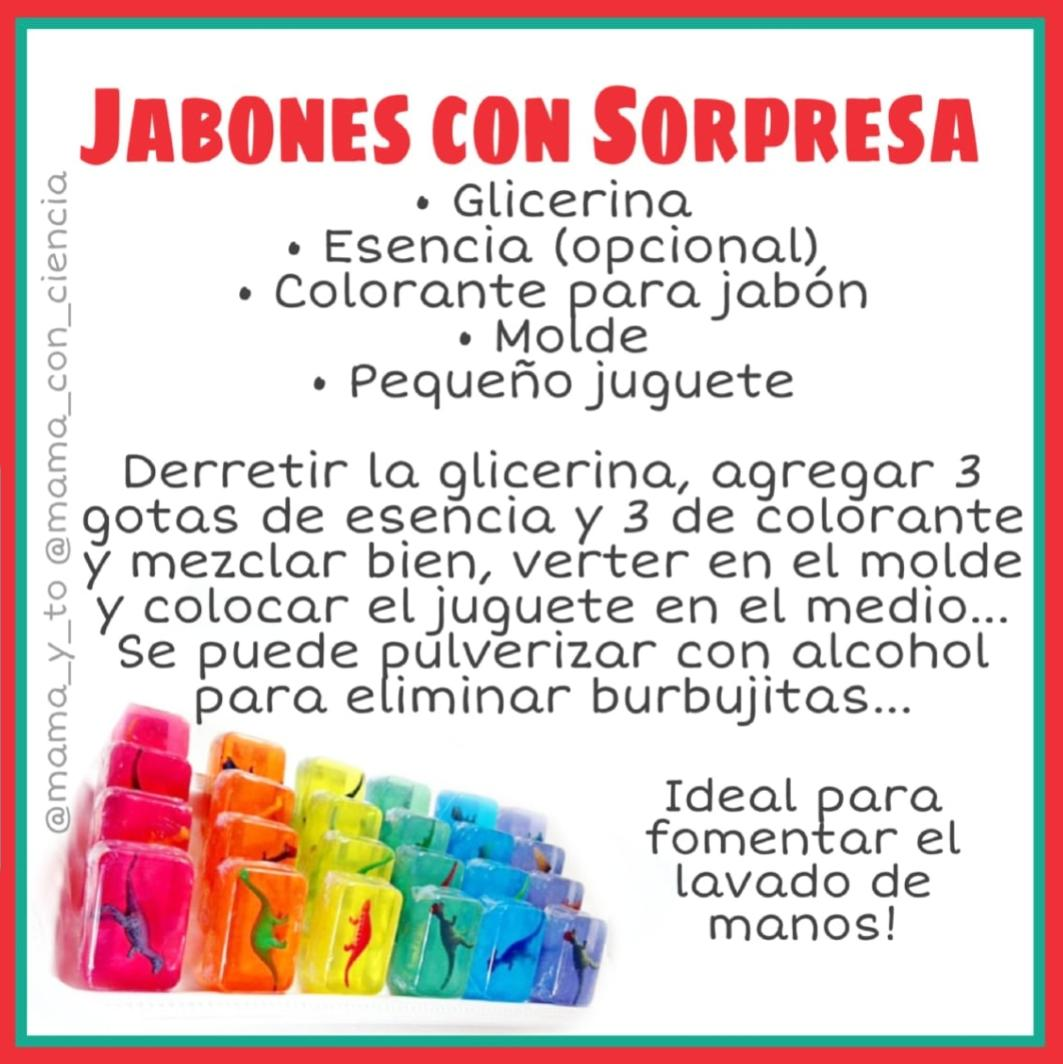 JABONES CON SORPRESA
• Glicerina
• Esencia (opcional)
• Colorante para jabón
• Molde
• Pequeño juguete
Derretir la glicerina, agregar 3
gotas de esencia y 3 de colorante
y mezclar bien, verter en el molde
y colocar el juguete en el medio...
Se puede pulverizar con alcohol
para eliminar burbujitas...
Ideal para
fomentar el
lavado de
manos!
@mama_y_to @mama_con_ciencia